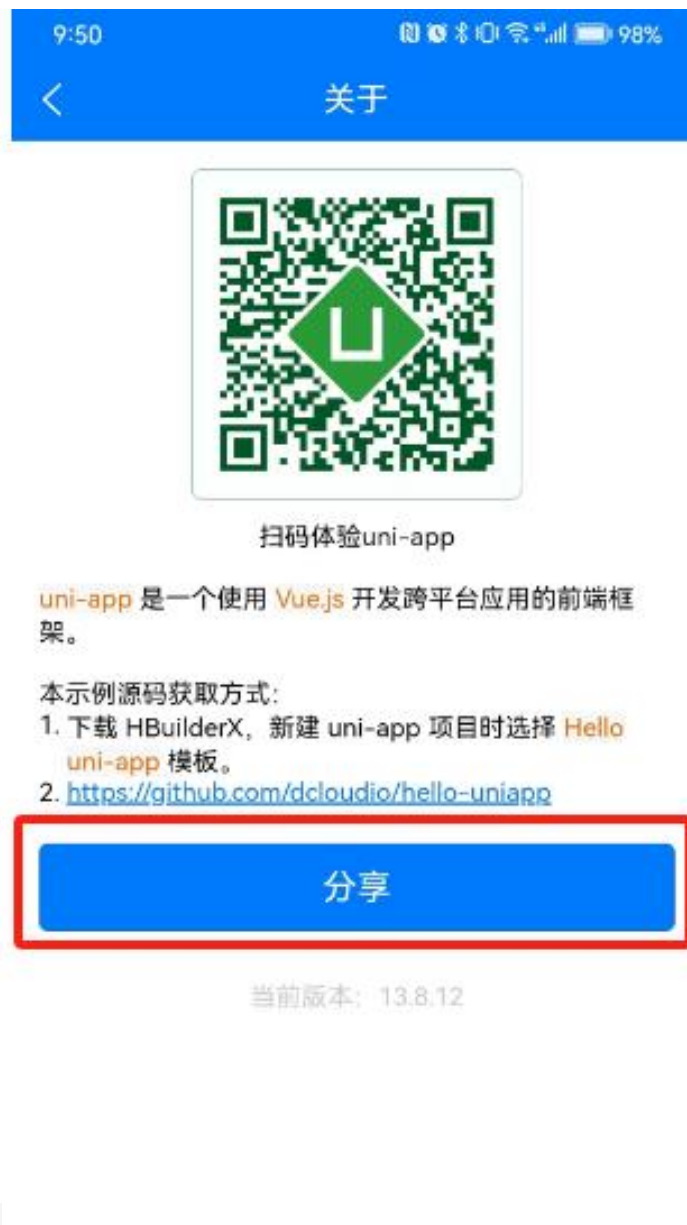 9:50
98%
关于
扫码体验uni-app
uni-app 是一个使用 Vue.js 开发跨平台应用的前端框
架。
本示例源码获取方式:
1. 下载 HBuilderX，新建 uni-app 项目时选择 Hello
uni-app 模板。
2. https://github.com/dcloudio/hello-uniapp
分享
当前版本: 13.8.12